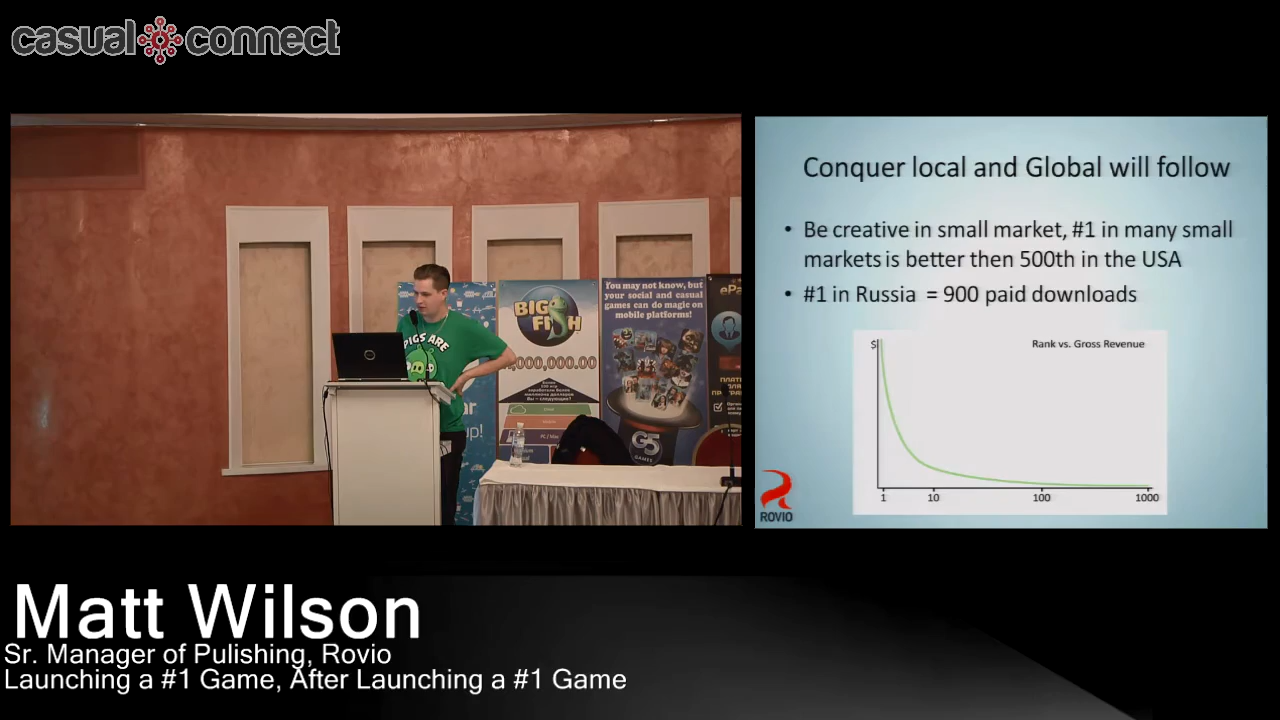 casual connect
Conquer local and Global will follow
• Be creative in small market, #1 in many small
markets is better then 500th in the USA
• #1 in Russia = 900 paid downloads
$
Rank vs. Gross Revenue
1 10 100 1000
ROVIO
PIGS ARE
BIG
FISH
You may not know, but
your social and casual
games can do magic on
mobile platforms!
G5
GAMES
Matt Wilson
Sr. Manager of Pulishing, Rovio
Launching a #1 Game, After Launching a #1 Game